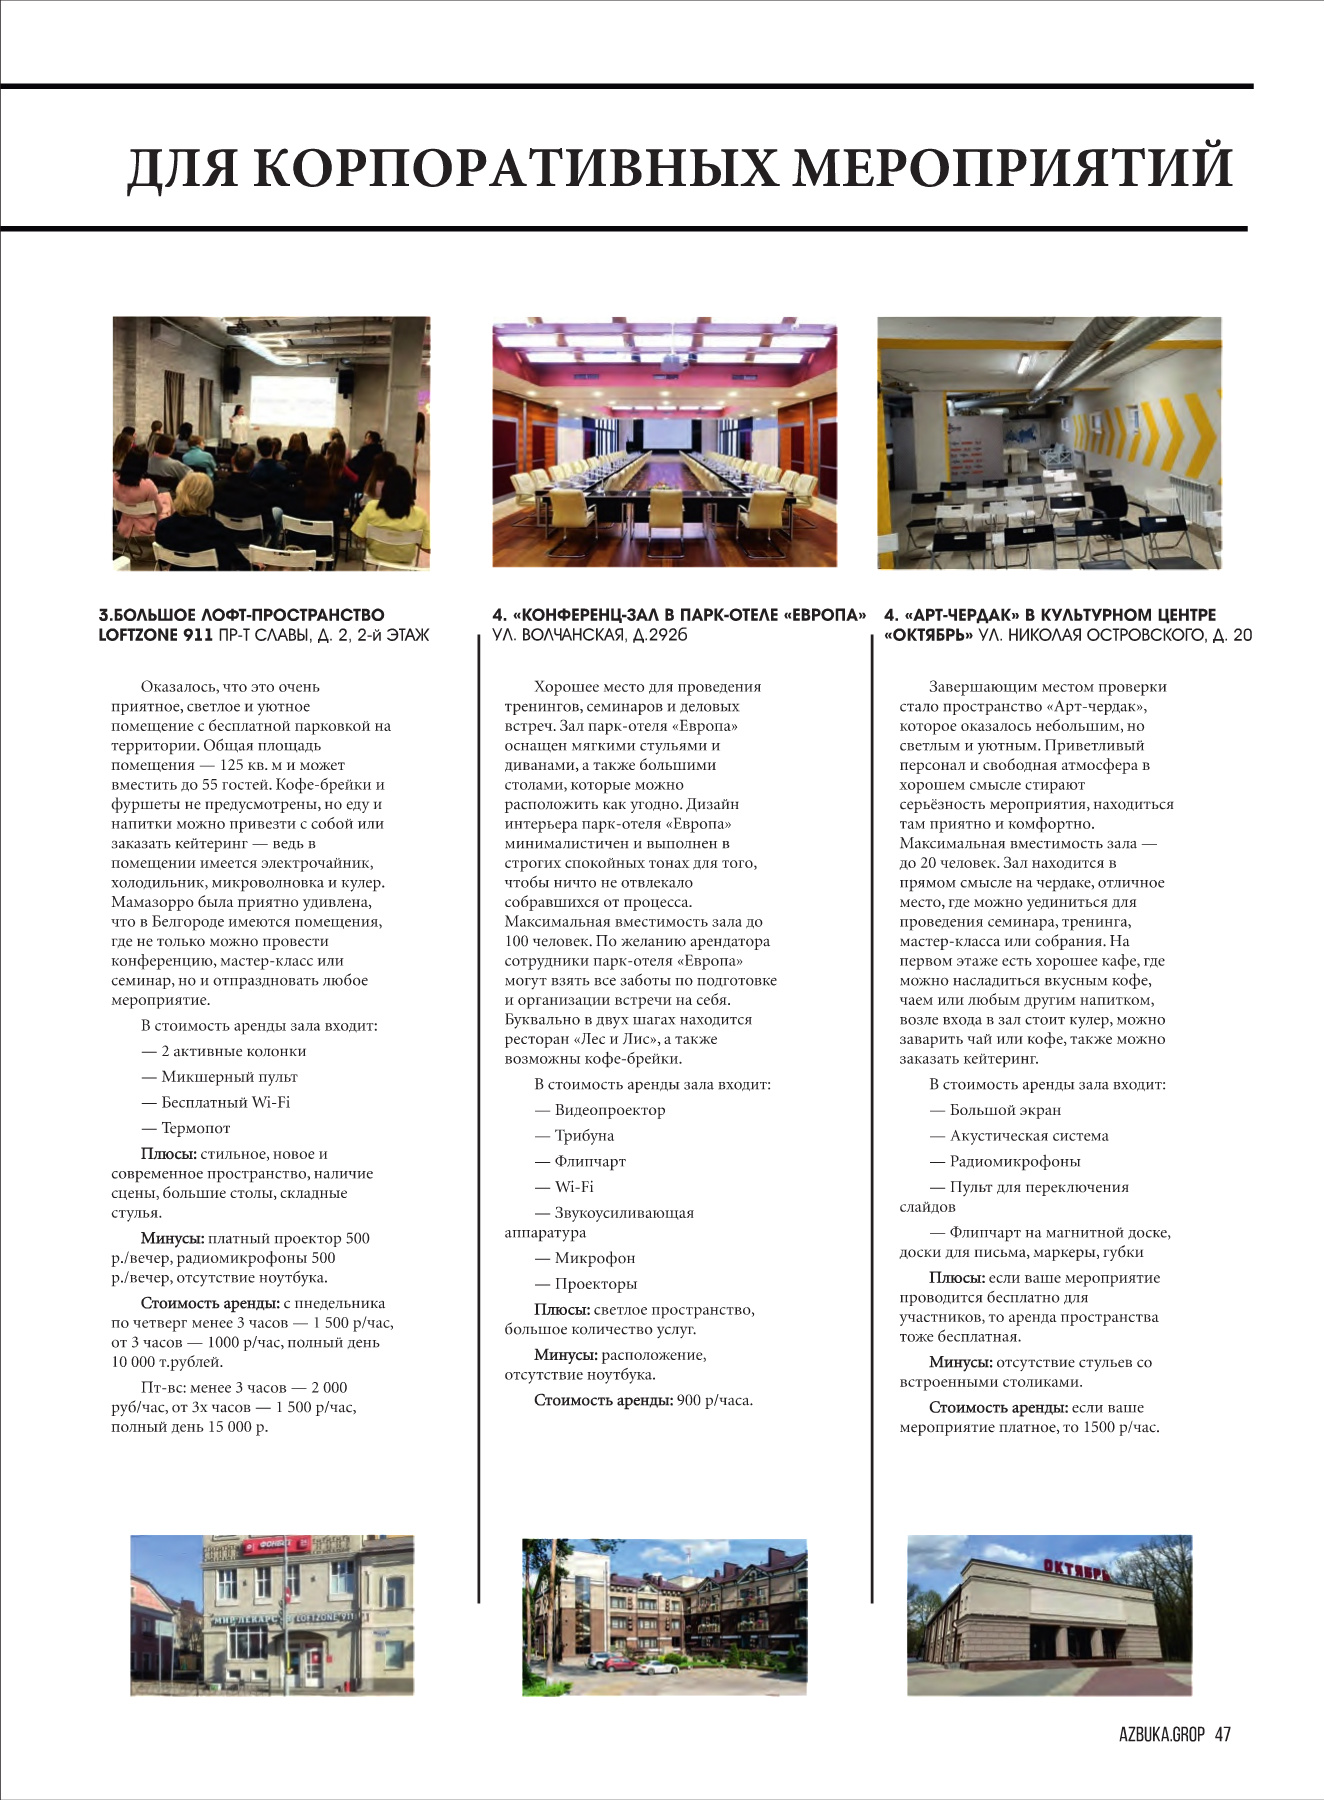 ДЛЯ КОРПОРАТИВНЫХ МЕРОПРИЯТИЙ
3.БОЛЬШОЕ ЛОФТ-ПРОСТРАНСТВО
LOFTZONE 911 ПР-Т СЛАВЫ, Д. 2, 2-й ЭТАЖ
Оказалось, что это очень
приятное, светлое и уютное
помещение с бесплатной парковкой на
территории. Общая площадь
помещения — 125 кв. м и может
вместить до 55 гостей. Кофе-брейки и
фуршеты не предусмотрены, но еду и
напитки можно привезти с собой или
заказать кейтеринг — ведь в
помещении имеется электрочайник,
холодильник, микроволновка и кулер.
Мамазорро была приятно удивлена,
что в Белгороде имеются помещения,
где не только можно провести
конференцию, мастер-класс или
семинар, но и отпраздновать любое
мероприятие.
В стоимость аренды зала входит:
— 2 активные колонки
— Микшерный пульт
— Бесплатный Wi-Fi
— Термопот
Плюсы: стильное, новое и
современное пространство, наличие
сцены, большие столы, складные
стулья.
Минусы: платный проектор 500
р./вечер, радиомикрофоны 500
р./вечер, отсутствие ноутбука.
Стоимость аренды: с пнедельника
по четверг менее 3 часов — 1 500 р/час,
от 3 часов — 1000 р/час, полный день
10 000 т.рублей.
Пт-вс: менее 3 часов — 2 000
руб/час, от 3х часов — 1 500 р/час,
полный день 15 000 р.
ФОНБЕТ
МИР ЛЕКАРСТВ LOFTZONE 911
4. «КОНФЕРЕНЦ-ЗАЛ В ПАРК-ОТЕЛЕ «ЕВРОПА»
УЛ. ВОЛЧАНСКАЯ, Д.292б
Хорошее место для проведения
тренингов, семинаров и деловых
встреч. Зал парк-отеля «Европа»
оснащен мягкими стульями и
диванами, а также большими
столами, которые можно
расположить как угодно. Дизайн
интерьера парк-отеля «Европа»
минималистичен и выполнен в
строгих спокойных тонах для того,
чтобы ничто не отвлекало
собравшихся от процесса.
Максимальная вместимость зала до
100 человек. По желанию арендатора
сотрудники парк-отеля «Европа»
могут взять все заботы по подготовке
и организации встречи на себя.
Буквально в двух шагах находится
ресторан «Лес и Лис», а также
возможны кофе-брейки.
В стоимость аренды зала входит:
— Видеопроектор
— Трибуна
— Флипчарт
— Wi-Fi
— Звукоусиливающая
аппаратура
— Микрофон
— Проекторы
Плюсы: светлое пространство,
большое количество услуг.
Минусы: расположение,
отсутствие ноутбука.
Стоимость аренды: 900 р/часа.
4. «АРТ-ЧЕРДАК» В КУЛЬТУРНОМ ЦЕНТРЕ
«ОКТЯБРЬ» УЛ. НИКОЛАЯ ОСТРОВСКОГО, Д. 20
Завершающим местом проверки
стало пространство «Арт-чердак»,
которое оказалось небольшим, но
светлым и уютным. Приветливый
персонал и свободная атмосфера в
хорошем смысле стирают
серьёзность мероприятия, находиться
там приятно и комфортно.
Максимальная вместимость зала —
до 20 человек. Зал находится в
прямом смысле на чердаке, отличное
место, где можно уединиться для
проведения семинара, тренинга,
мастер-класса или собрания. На
первом этаже есть хорошее кафе, где
можно насладиться вкусным кофе,
чаем или любым другим напитком,
возле входа в зал стоит кулер, можно
заварить чай или кофе, также можно
заказать кейтеринг.
В стоимость аренды зала входит:
— Большой экран
— Акустическая система
— Радиомикрофоны
— Пульт для переключения
слайдов
— Флипчарт на магнитной доске,
доски для письма, маркеры, губки
Плюсы: если ваше мероприятие
проводится бесплатно для
участников, то аренда пространства
тоже бесплатная.
Минусы: отсутствие стульев со
встроенными столиками.
Стоимость аренды: если ваше
мероприятие платное, то 1500 р/час.
ОКТЯБРЬ
AZBUKA.GROP 47